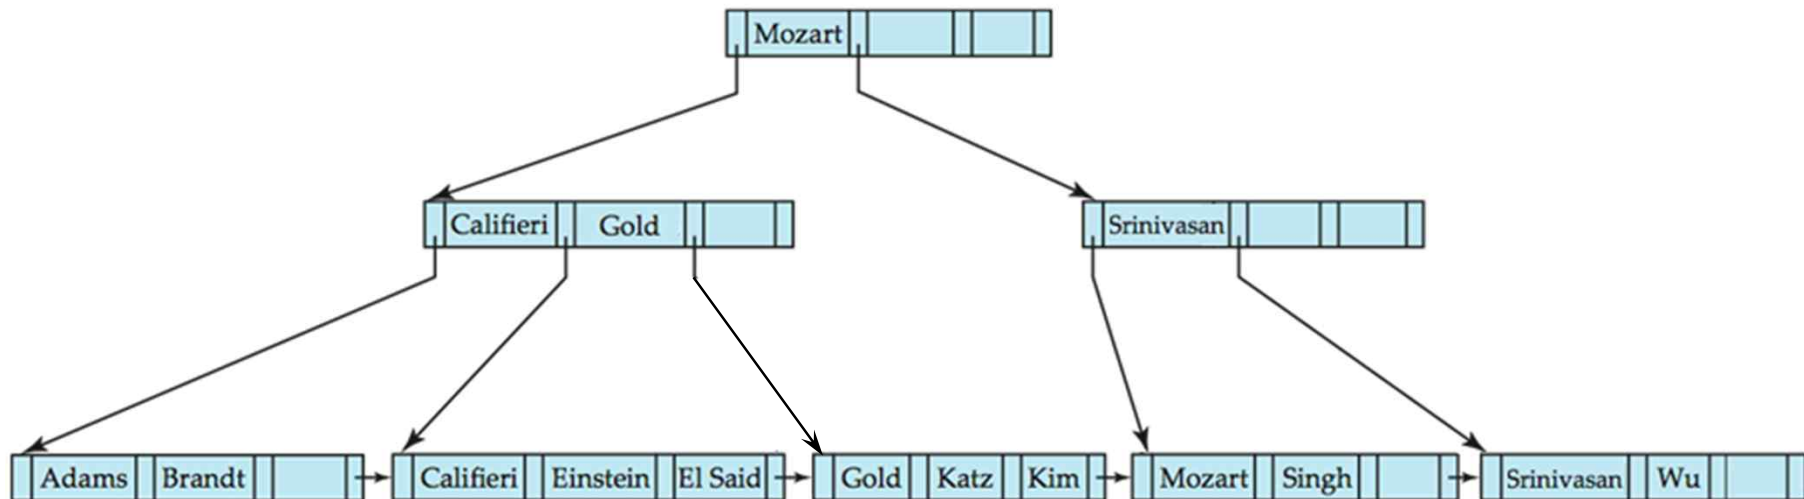 Mozart
Califieri Gold Srinivasan
Adams Brandt Califieri Einstein El Said Gold Katz Kim Mozart Singh Srinivasan Wu